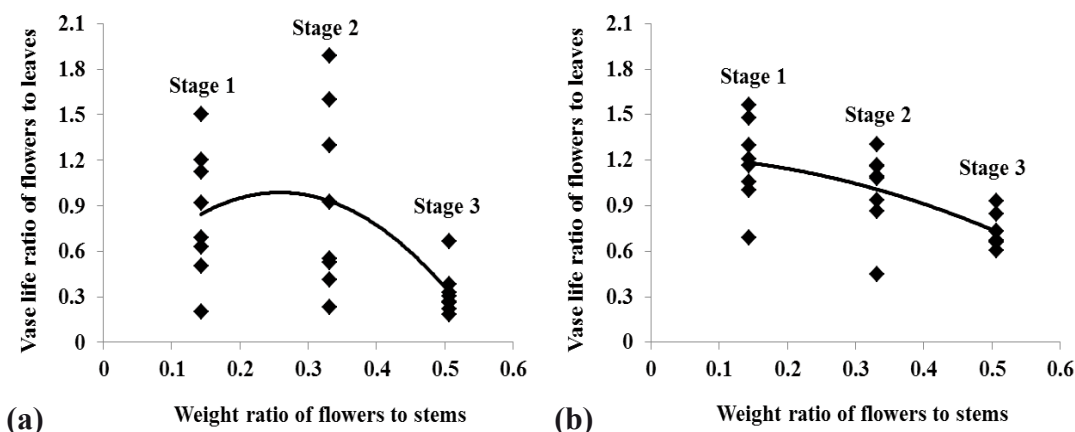 Vase life ratio of flowers to leaves
2.1
1.8
1.5
1.2
0.9
0.6
0.3
0
Stage 1
Stage 2
Stage 3
0 0.1 0.2 0.3 0.4 0.5 0.6
(a) Weight ratio of flowers to stems
Vase life ratio of flowers to leaves
2.1
1.8
1.5
1.2
0.9
0.6
0.3
0
Stage 1
Stage 2
Stage 3
0 0.1 0.2 0.3 0.4 0.5 0.6
(b) Weight ratio of flowers to stems